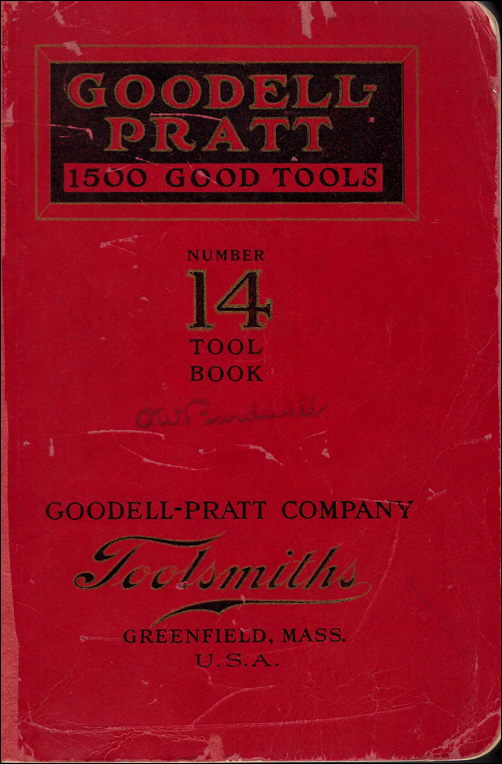 GOODELL-
PRATT
1500 GOOD TOOLS
NUMBER
14
TOOL
BOOK
GOODELL-PRATT COMPANY
Toolsmiths
GREENFIELD, MASS.
U.S.A.